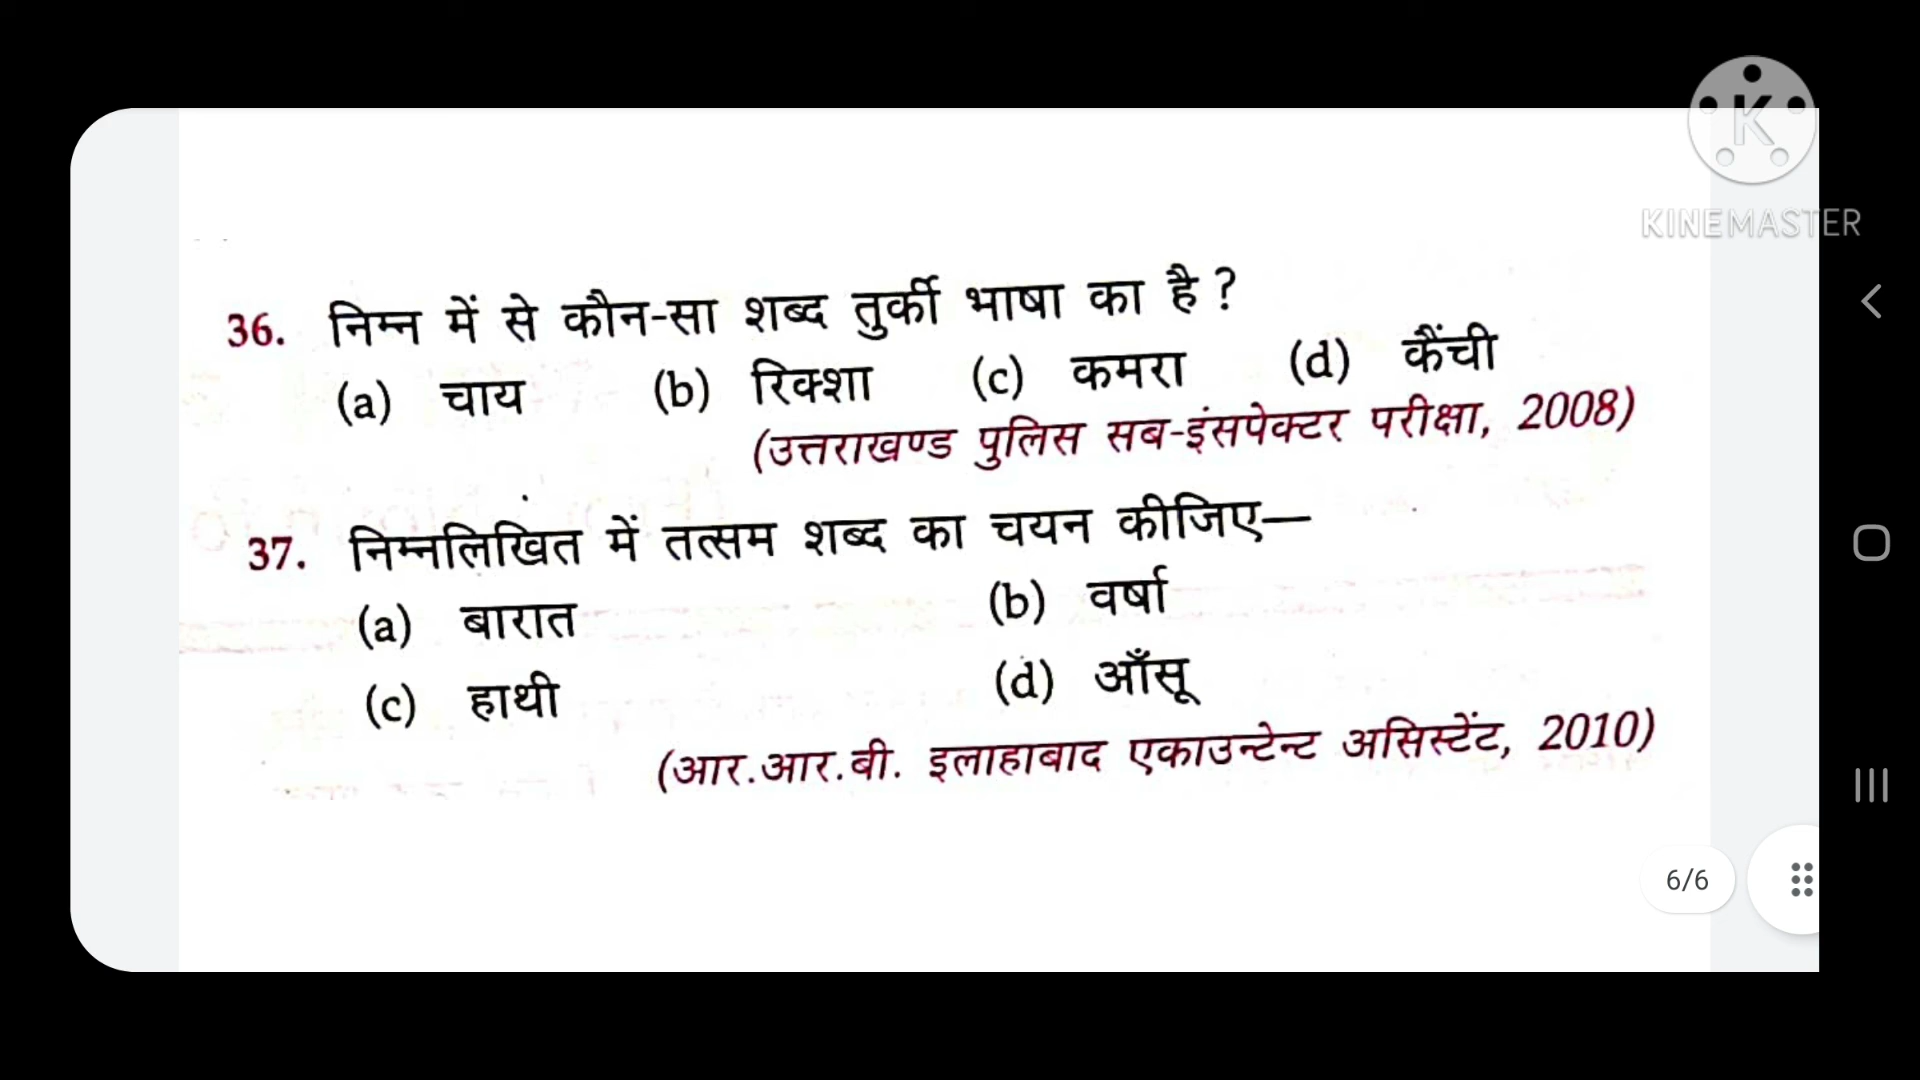 KINEMASTER
36. निम्न में से कौन-सा शब्द तुर्की भाषा का है ?
(a) चाय (b) रिक्शा (c) कमरा (d) कैंची
(उत्तराखण्ड पुलिस सब-इंसपेक्टर परीक्षा, 2008)
37. निम्नलिखित में तत्सम शब्द का चयन कीजिए—
(a) बारात (b) वर्षा
(c) हाथी (d) आँसू
(आर.आर.बी. इलाहाबाद एकाउन्टेन्ट असिस्टेंट, 2010)
6/6